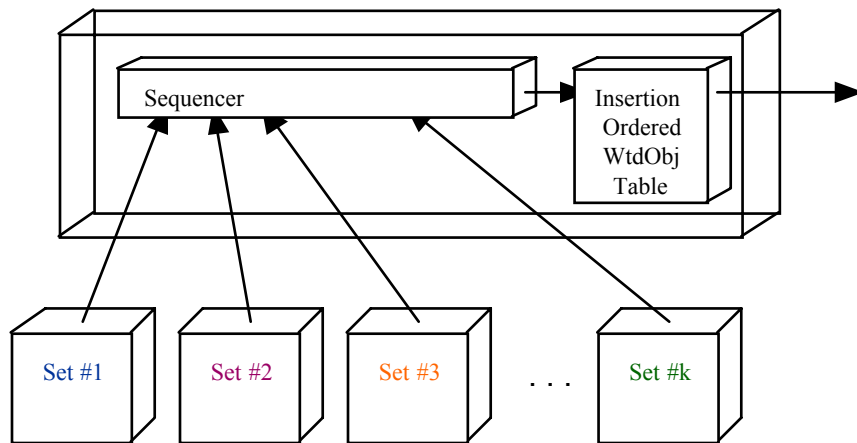 Sequencer
Insertion
Ordered
WtdObj
Table
Set #1
Set #2
Set #3
. . .
Set #k